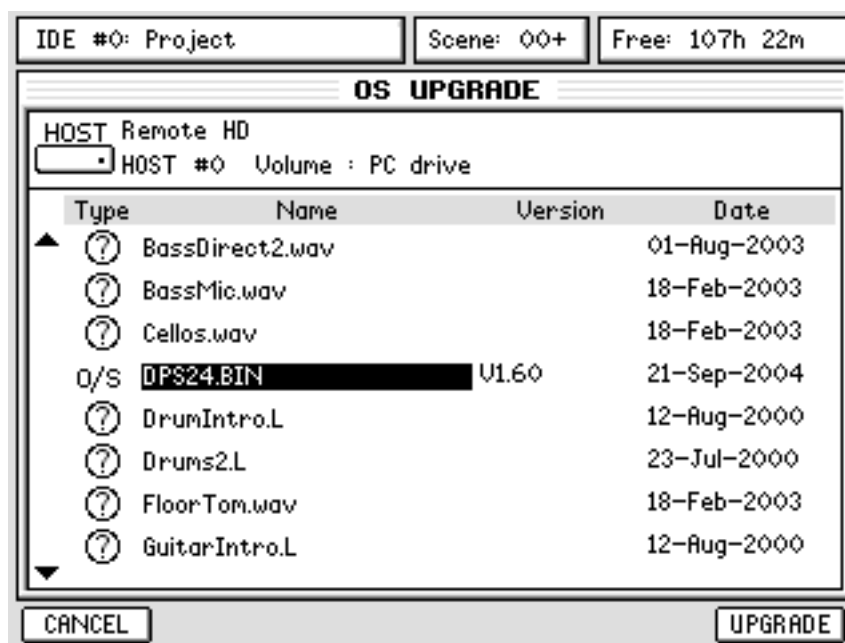 IDE #0: Project Scene: 00+ Free: 107h 22m
OS UPGRADE
HOST Remote HD
HOST #0 Volume : PC drive
Type Name Version Date
? BassDirect2.wav 01-Aug-2003
? BassMic.wav 18-Feb-2003
? Cellos.wav 18-Feb-2003
O/S DPS24.BIN V1.60 21-Sep-2004
? DrumIntro.L 12-Aug-2000
? Drums2.L 23-Jul-2000
? FloorTom.wav 18-Feb-2003
? GuitarIntro.L 12-Aug-2000
CANCEL UPGRADE